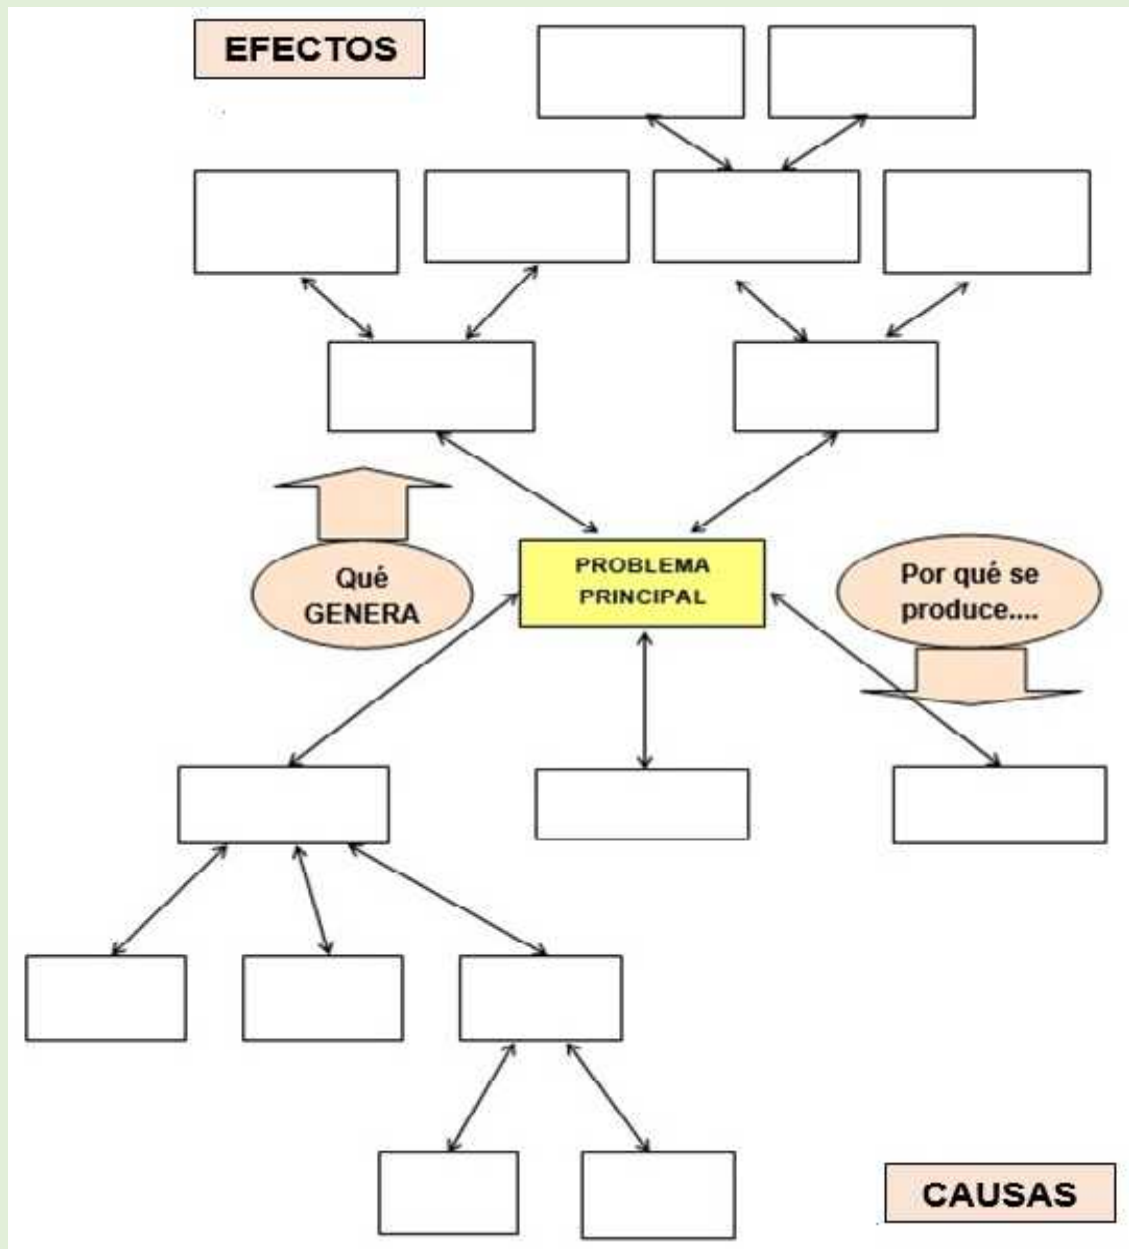 EFECTOS
Qué
GENERA
PROBLEMA
PRINCIPAL
Por qué se
produce....
CAUSAS